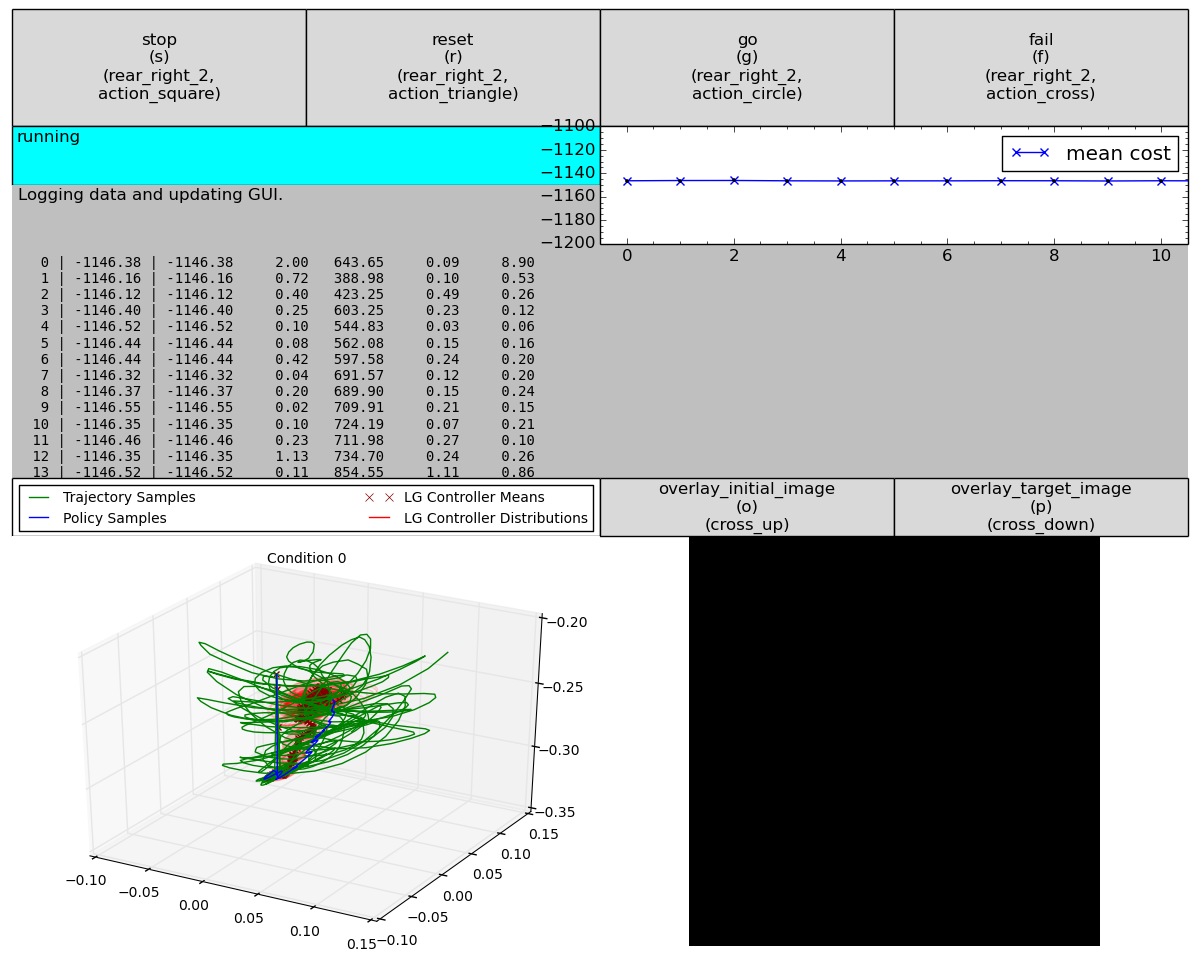 stop
(s)
(rear_right_2,
action_square)
reset
(r)
(rear_right_2,
action_triangle)
go
(g)
(rear_right_2,
action_circle)
fail
(f)
(rear_right_2,
action_cross)
running
Logging data and updating GUI.
−1100
−1120
−1140
−1160
−1180
−1200
mean cost
0 2 4 6 8 10
0 | -1146.38 | -1146.38 2.00 643.65 0.09 8.90
1 | -1146.16 | -1146.16 0.72 388.98 0.10 0.53
2 | -1146.12 | -1146.12 0.40 423.25 0.49 0.26
3 | -1146.40 | -1146.40 0.25 603.25 0.23 0.12
4 | -1146.52 | -1146.52 0.10 544.83 0.03 0.06
5 | -1146.44 | -1146.44 0.08 562.08 0.15 0.16
6 | -1146.44 | -1146.44 0.42 597.58 0.24 0.20
7 | -1146.32 | -1146.32 0.04 691.57 0.12 0.20
8 | -1146.37 | -1146.37 0.20 689.90 0.15 0.24
9 | -1146.55 | -1146.55 0.02 709.91 0.21 0.15
10 | -1146.35 | -1146.35 0.10 724.19 0.07 0.21
11 | -1146.46 | -1146.46 0.23 711.98 0.27 0.10
12 | -1146.35 | -1146.35 1.13 734.70 0.24 0.26
13 | -1146.52 | -1146.52 0.11 854.55 1.11 0.86
Trajectory Samples
Policy Samples
LG Controller Means
LG Controller Distributions
overlay_initial_image
(o)
(cross_up)
overlay_target_image
(p)
(cross_down)
Condition 0
−0.20
−0.25
−0.30
−0.35
0.15
0.10
0.05
0.00
−0.05
−0.10
−0.10
−0.05
0.00
0.05
0.10
0.15